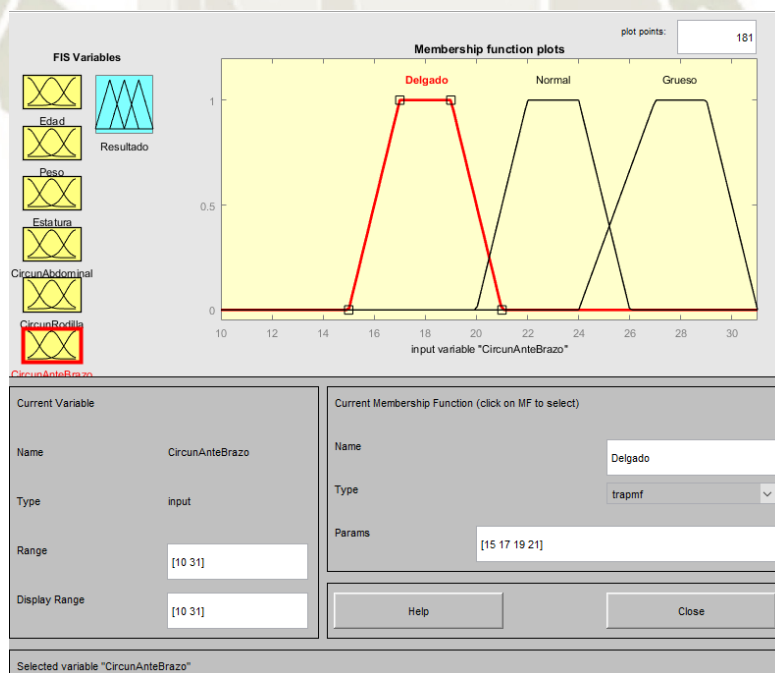 plot points:
181
FIS Variables
Membership function plots
Edad
Resultado
Peso
Estatura
CircunAbdominal
CircunRodilla
CircunAnteBrazo
Delgado
Normal
Grueso
1
0.5
0
10 12 14 16 18 20 22 24 26 28 30
input variable "CircunAnteBrazo"
Current Variable
Name CircunAnteBrazo
Type input
Range [10 31]
Display Range [10 31]
Current Membership Function (click on MF to select)
Name Delgado
Type trapmf
Params [15 17 19 21]
Help
Close
Selected variable "CircunAnteBrazo"